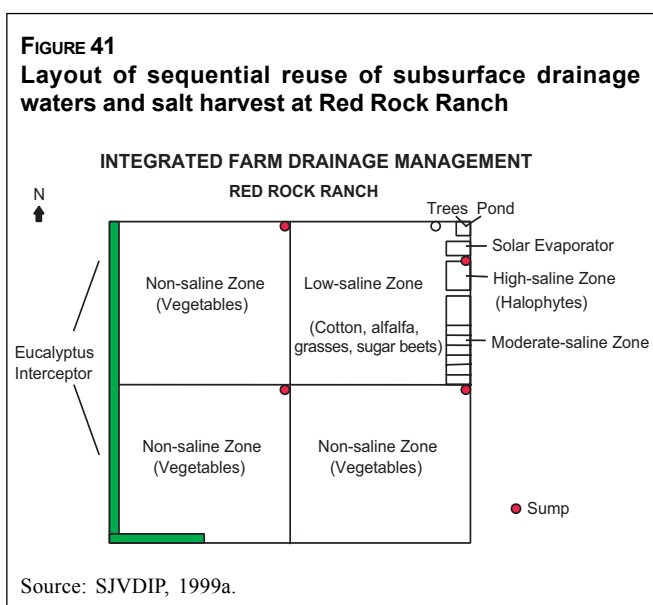 FIGURE 41
Layout of sequential reuse of subsurface drainage
waters and salt harvest at Red Rock Ranch
INTEGRATED FARM DRAINAGE MANAGEMENT
RED ROCK RANCH
N
Trees Pond
Solar Evaporator
High-saline Zone
(Halophytes)
Moderate-saline Zone
Non-saline Zone
(Vegetables)
Low-saline Zone
(Cotton, alfalfa,
grasses, sugar beets)
Eucalyptus
Interceptor
Non-saline Zone
(Vegetables)
Non-saline Zone
(Vegetables)
Sump
Source: SJVDIP, 1999a.